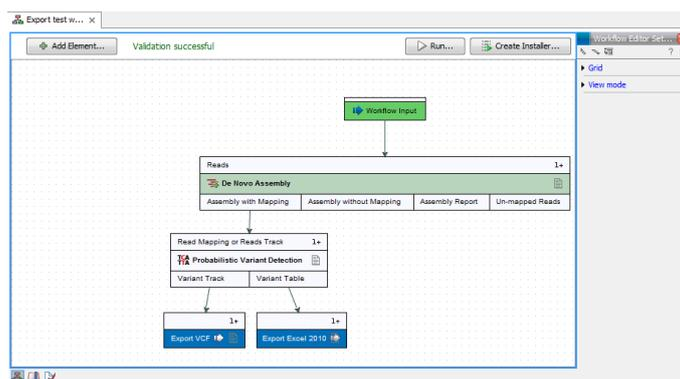 Export test w...
Workflow Editor Set...
Add Element...
Validation successful
Run...
Create Installer...
?
Grid
View mode
Workflow Input
Reads 1+
De Novo Assembly
Assembly with Mapping Assembly without Mapping Assembly Report Un-mapped Reads
Read Mapping or Reads Track 1+
Probabilistic Variant Detection
Variant Track Variant Table
1+ 1+
Export VCF Export Excel 2010